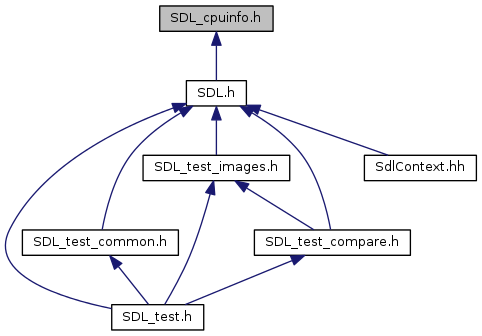 SDL_cpuinfo.h
SDL.h
SDL_test_images.h
SdlContext.hh
SDL_test_common.h
SDL_test_compare.h
SDL_test.h